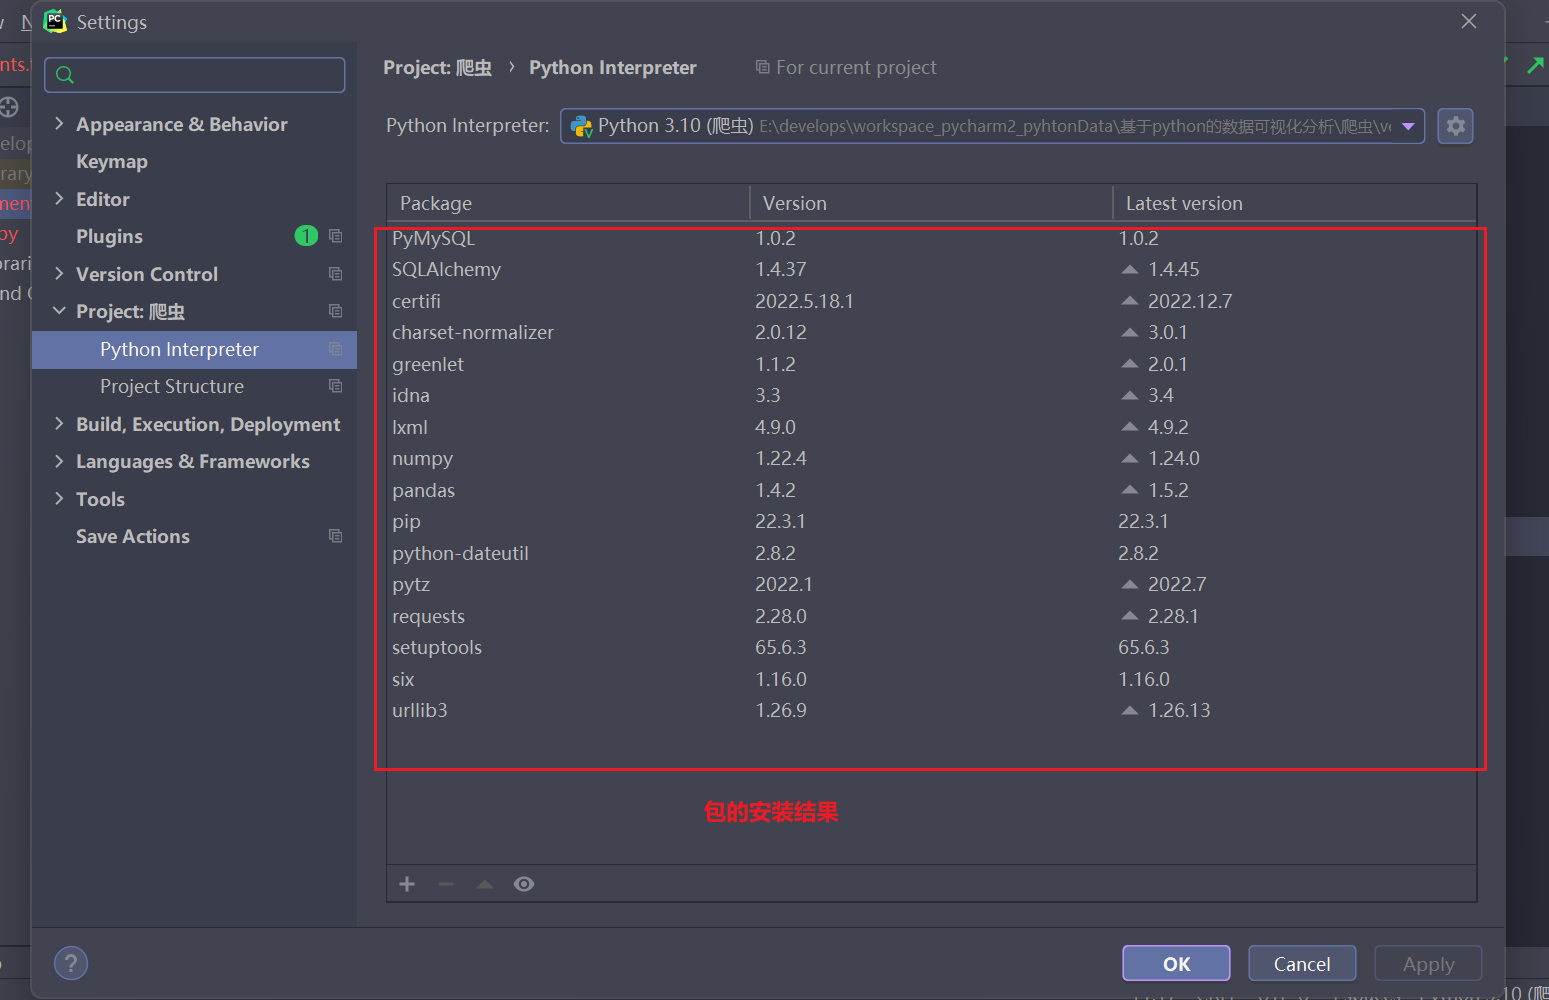 Settings
Project: 爬虫 › Python Interpreter For current project
Python Interpreter: Python 3.10 (爬虫) E:\develops\workspace_pycharm2_pyhtonData\基于python的数据可视化分析\爬虫\ve
Appearance & Behavior
Keymap
Editor
Plugins 1
Version Control
Project: 爬虫
Python Interpreter
Project Structure
Build, Execution, Deployment
Languages & Frameworks
Tools
Save Actions
Package Version Latest version
PyMySQL 1.0.2 1.0.2
SQLAlchemy 1.4.37 1.4.45
certifi 2022.5.18.1 2022.12.7
charset-normalizer 2.0.12 3.0.1
greenlet 1.1.2 2.0.1
idna 3.3 3.4
lxml 4.9.0 4.9.2
numpy 1.22.4 1.24.0
pandas 1.4.2 1.5.2
pip 22.3.1 22.3.1
python-dateutil 2.8.2 2.8.2
pytz 2022.1 2022.7
requests 2.28.0 2.28.1
setuptools 65.6.3 65.6.3
six 1.16.0 1.16.0
urllib3 1.26.9 1.26.13
包的安装结果
?
OK Cancel Apply